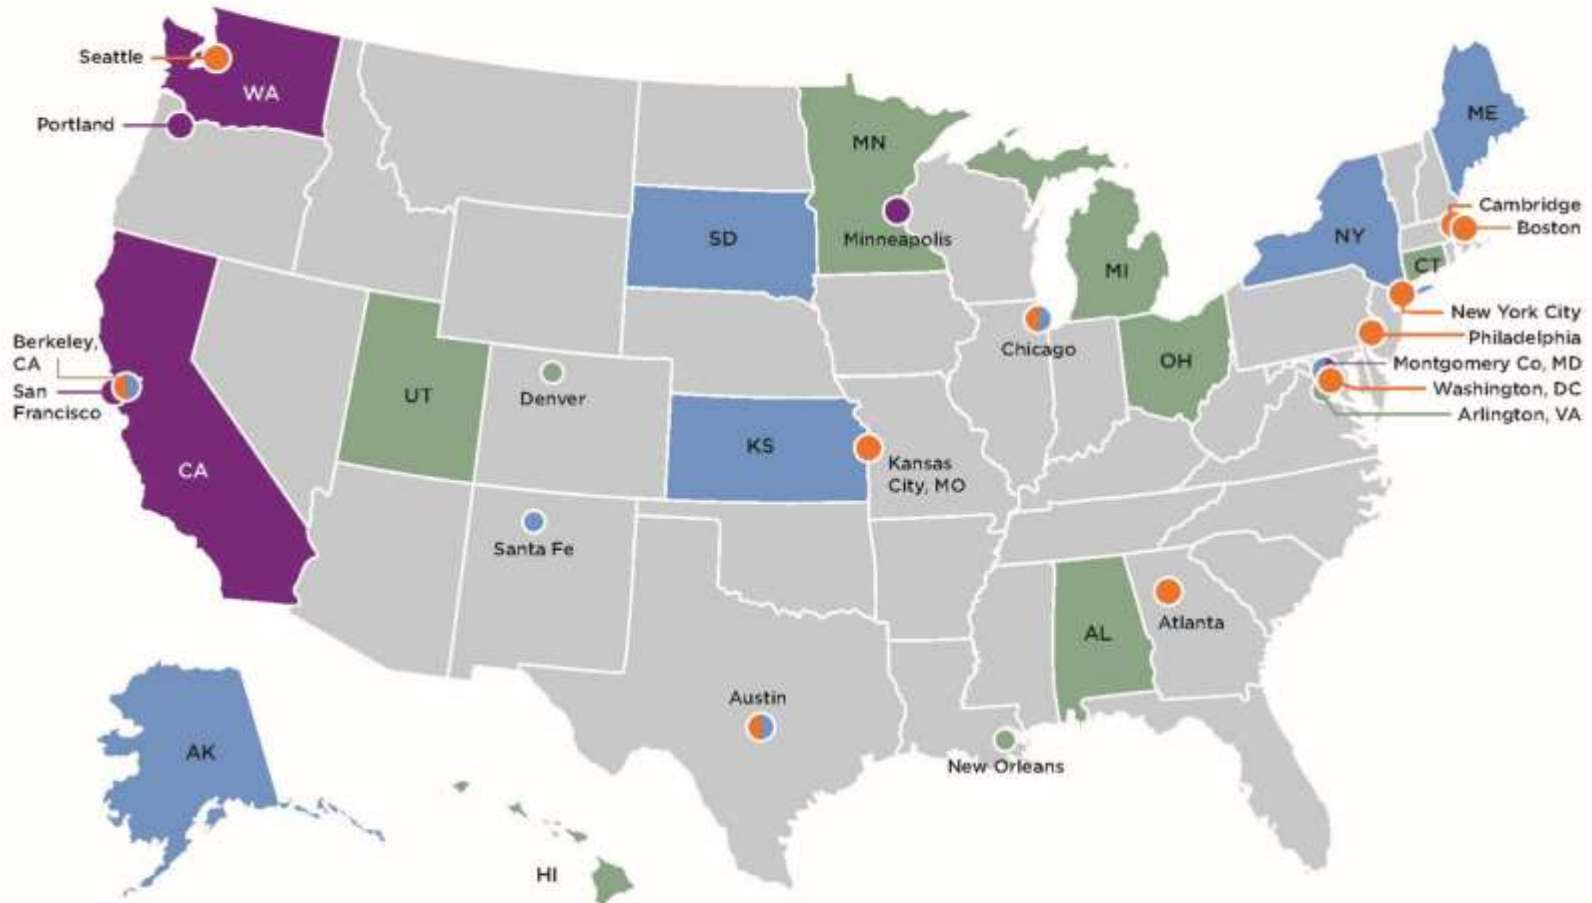 Seattle
WA
Portland
MN
ME
Minneapolis
SD
MI
NY
CT
Cambridge
Boston
New York City
Philadelphia
Montgomery Co, MD
Washington, DC
Arlington, VA
Berkeley,
CA
San
Francisco
CA
UT
Denver
Chicago
OH
KS
Kansas
City, MO
Santa Fe
Atlanta
AL
Austin
New Orleans
AK
HI